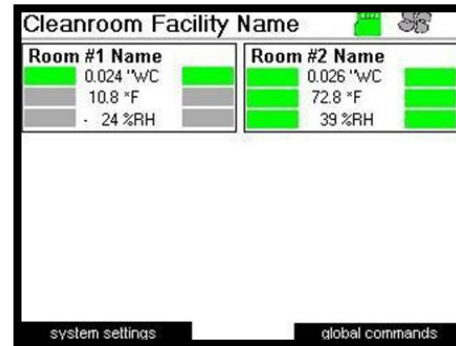 Cleanroom Facility Name
Room #1 Name
0.024 "WC
10.8 °F
- 24 %RH
Room #2 Name
0.026 "WC
72.8 °F
39 %RH
system settings
global commands